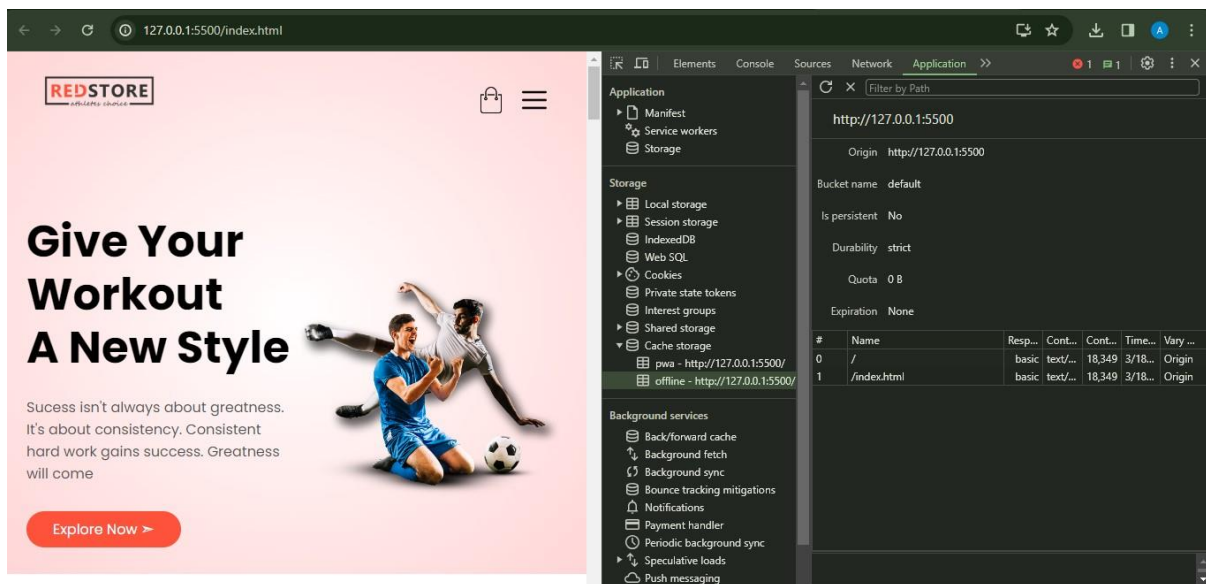 127.0.0.1:5500/index.html
A
REDSTORE
athletes choice
Give Your
Workout
A New Style
Sucess isn't always about greatness.
It's about consistency. Consistent
hard work gains success. Greatness
will come
Explore Now ➣
Elements Console Sources Network Application 1 1
Application
Manifest
Service workers
Storage
Storage
Local storage
Session storage
IndexedDB
Web SQL
Cookies
Private state tokens
Interest groups
Shared storage
Cache storage
pwa - http://127.0.0.1:5500/
offline - http://127.0.0.1:5500/
Background services
Back/forward cache
Background fetch
Background sync
Bounce tracking mitigations
Notifications
Payment handler
Periodic background sync
Speculative loads
Push messaging
Filter by Path
http://127.0.0.1:5500
Origin http://127.0.0.1:5500
Bucket name default
Is persistent No
Durability strict
Quota 0 B
Expiration None
# Name Resp... Cont... Cont... Time... Vary ...
0 / basic text/... 18,349 3/18... Origin
1 /index.html basic text/... 18,349 3/18... Origin